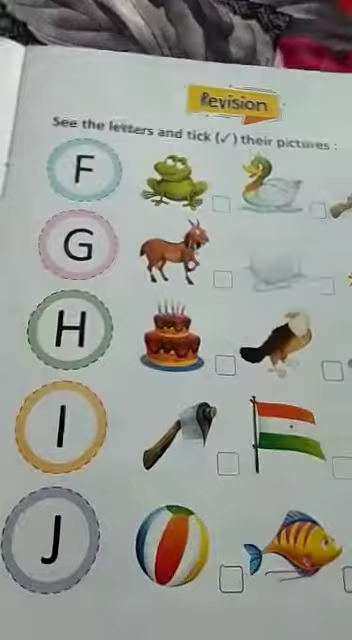 Revision
See the letters and tick (✓) their pictures :
F
G
H
I
J